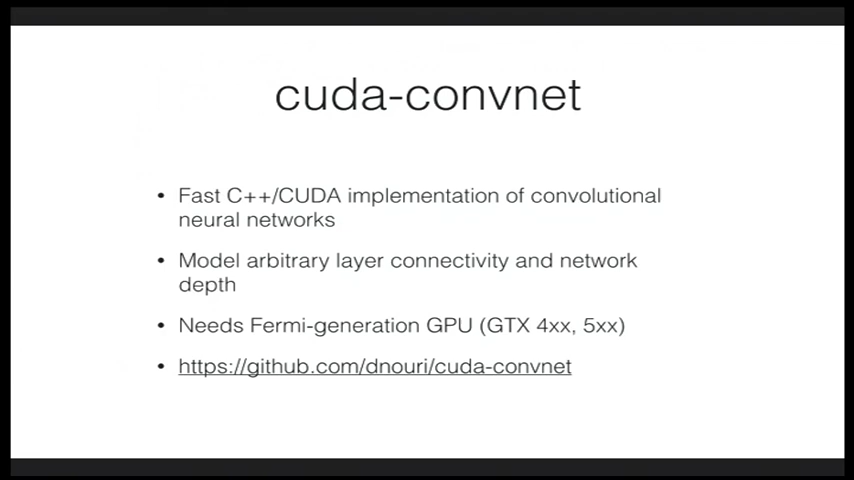 cuda-convnet
• Fast C++/CUDA implementation of convolutional
neural networks
• Model arbitrary layer connectivity and network
depth
• Needs Fermi-generation GPU (GTX 4xx, 5xx)
• https://github.com/dnouri/cuda-convnet